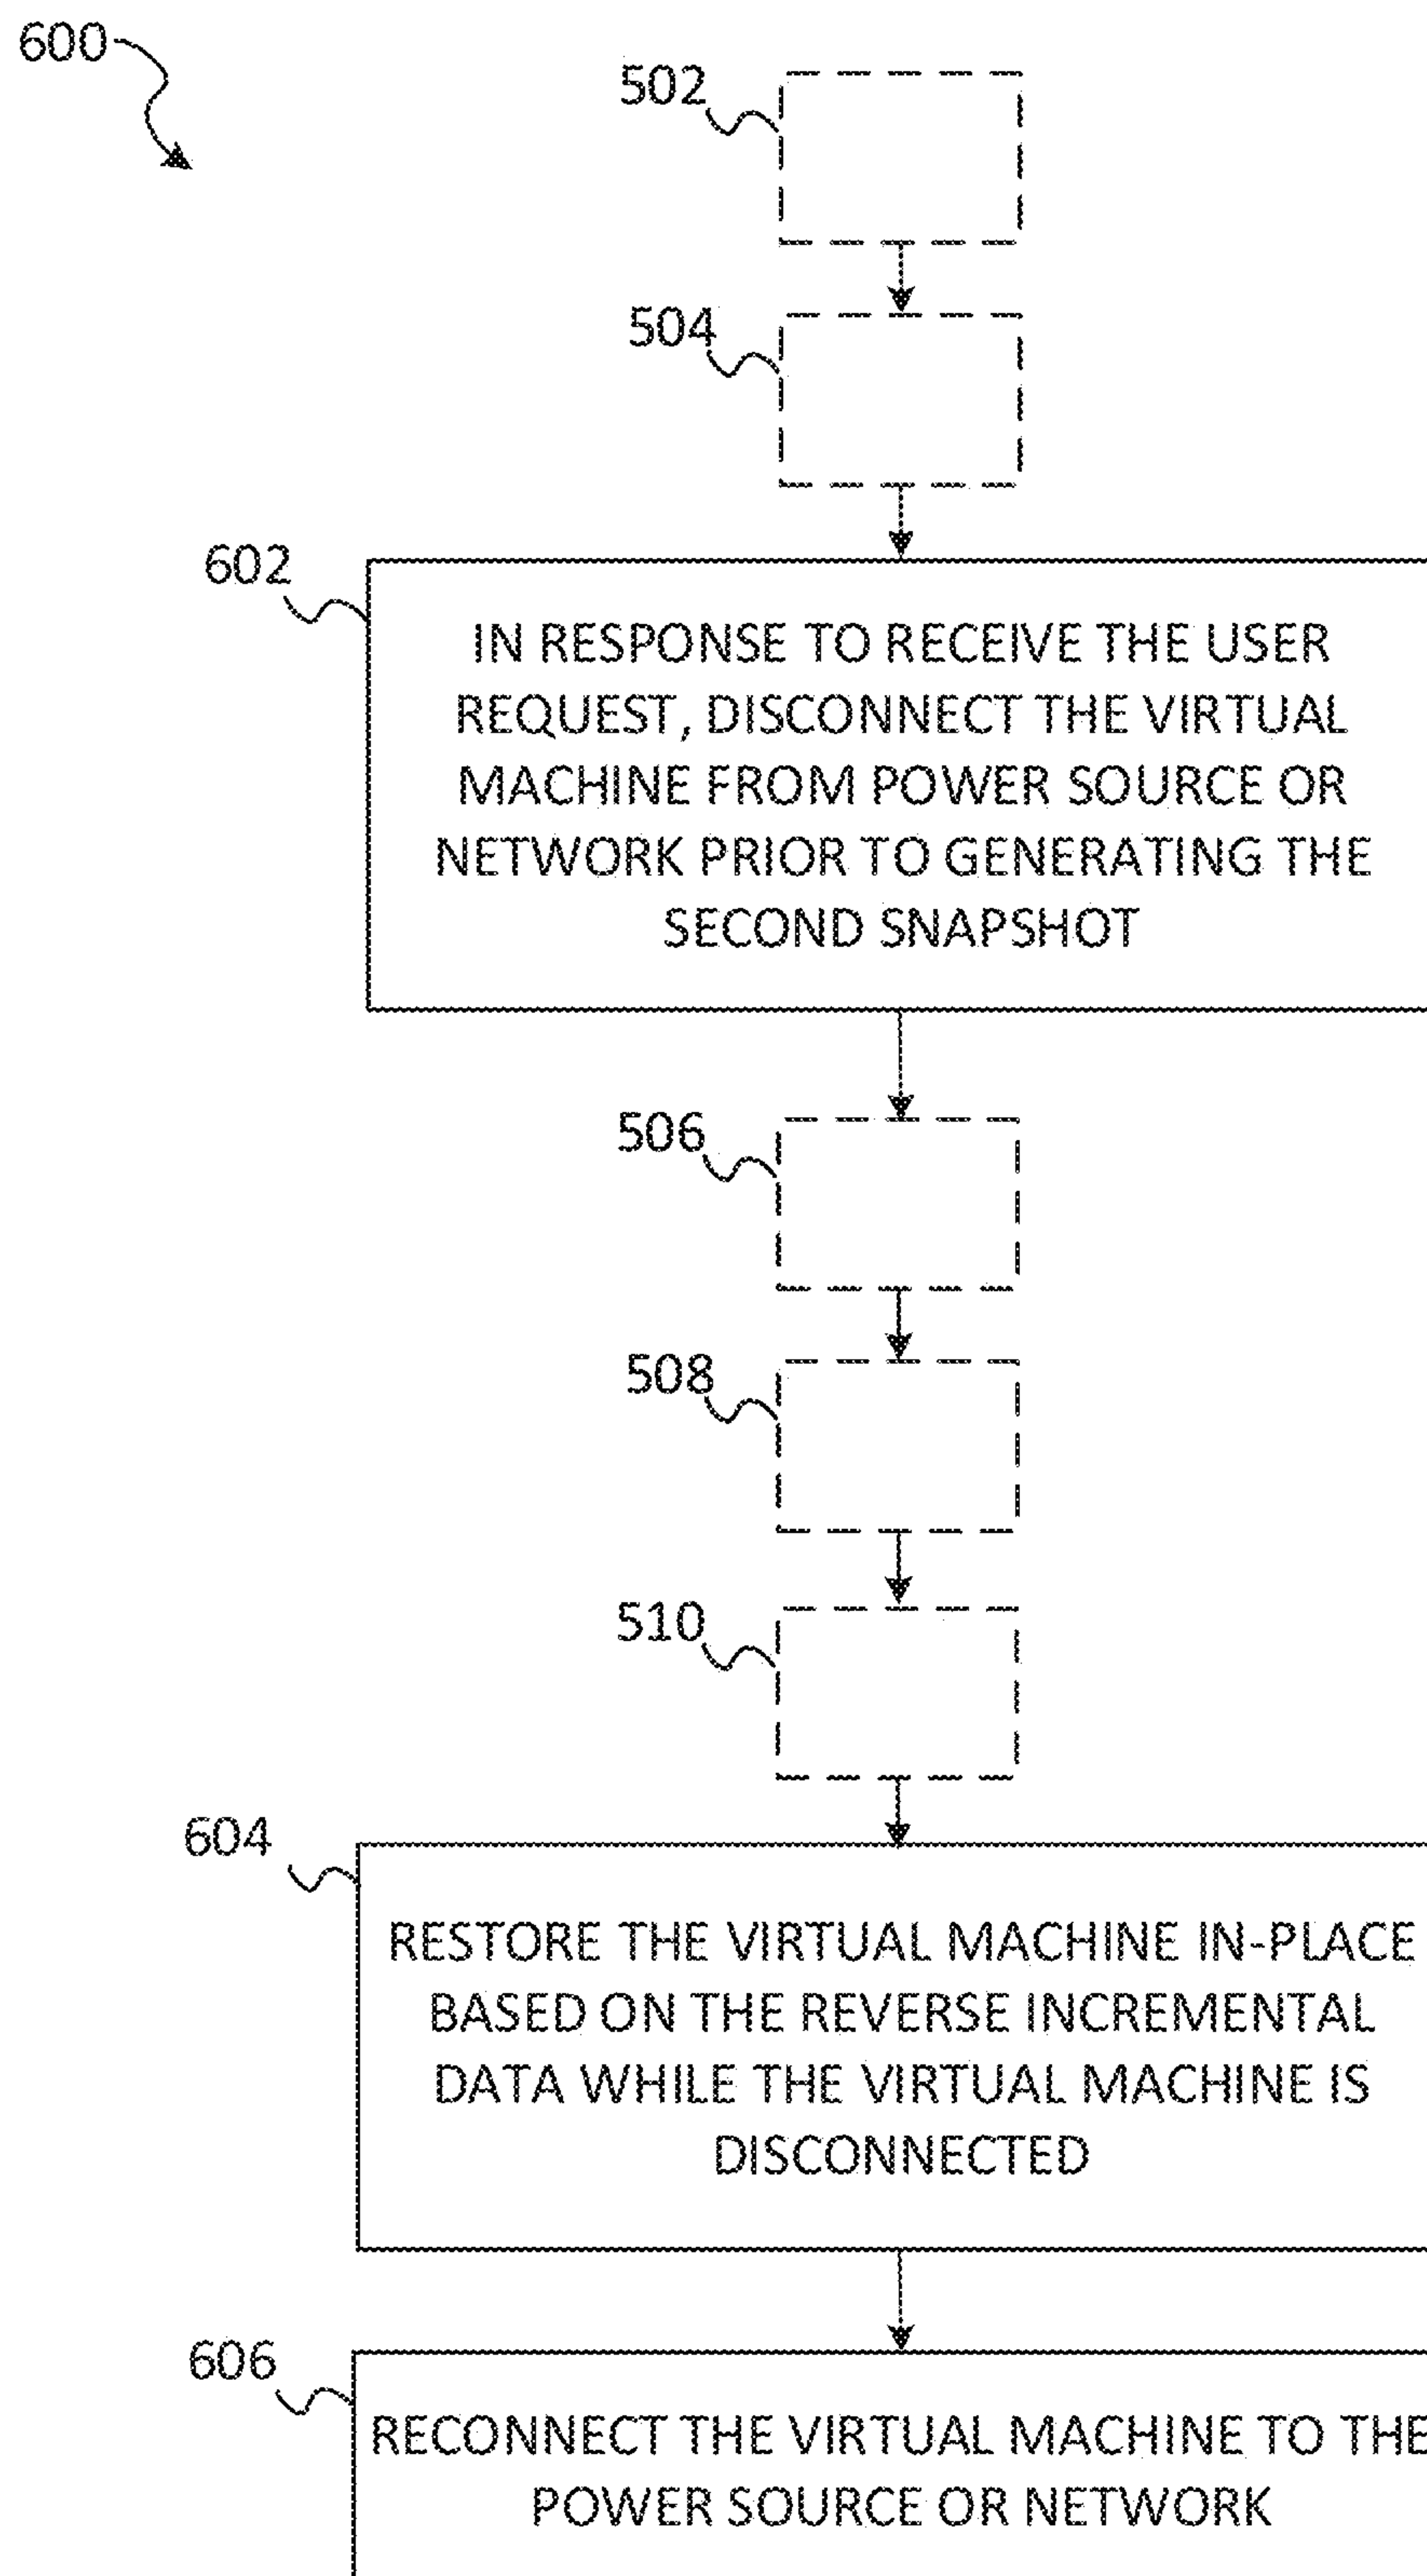 600
502
504
602
IN RESPONSE TO RECEIVE THE USER
REQUEST, DISCONNECT THE VIRTUAL
MACHINE FROM POWER SOURCE OR
NETWORK PRIOR TO GENERATING THE
SECOND SNAPSHOT
506
508
510
604
RESTORE THE VIRTUAL MACHINE IN-PLACE
BASED ON THE REVERSE INCREMENTAL
DATA WHILE THE VIRTUAL MACHINE IS
DISCONNECTED
606
RECONNECT THE VIRTUAL MACHINE TO THE
POWER SOURCE OR NETWORK